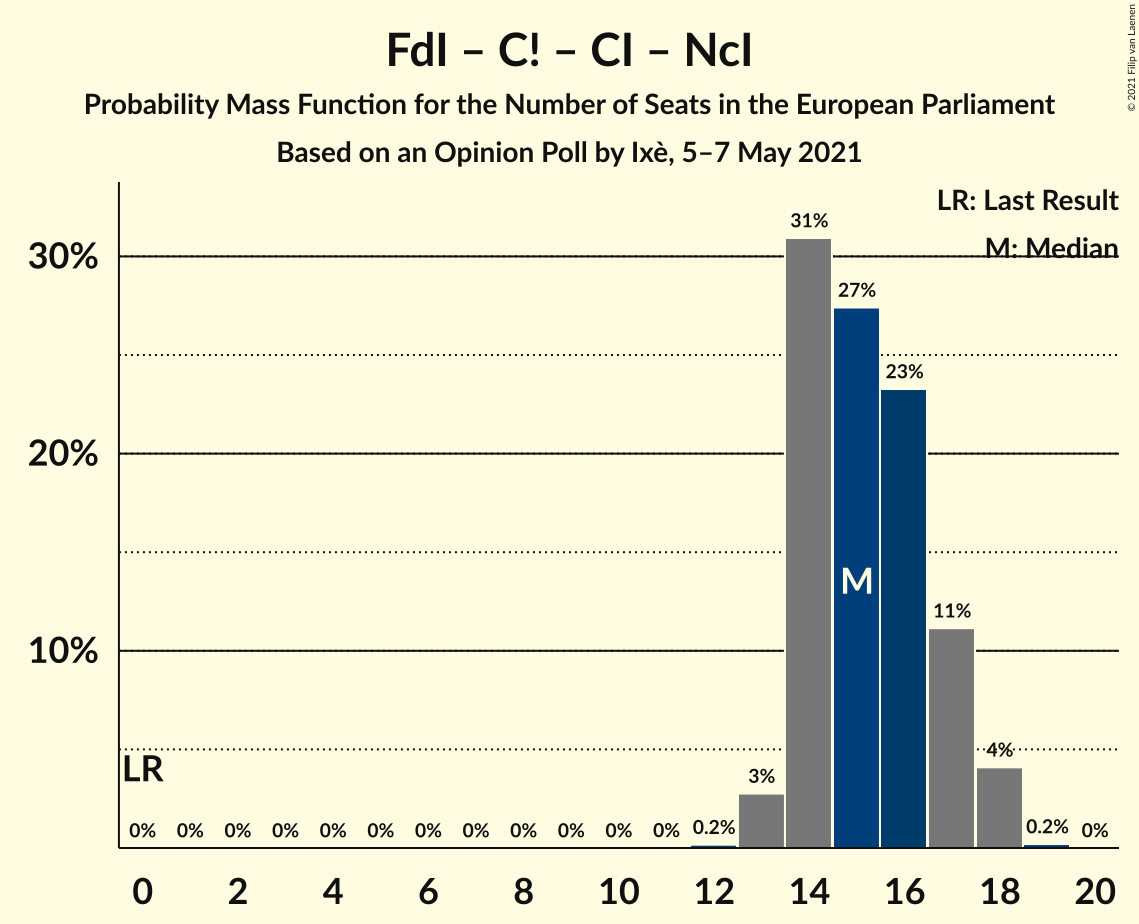 FdI – C! – CI – NcI
Probability Mass Function for the Number of Seats in the European Parliament
Based on an Opinion Poll by Ixè, 5–7 May 2021
© 2021 Filip van Laenen
LR: Last Result
M: Median
30%
20%
10%
31%
27%
23%
11%
4%
3%
M
LR
0% 0% 0% 0% 0% 0% 0% 0% 0% 0% 0% 0% 0.2% 0.2% 0%
0 2 4 6 8 10 12 14 16 18 20